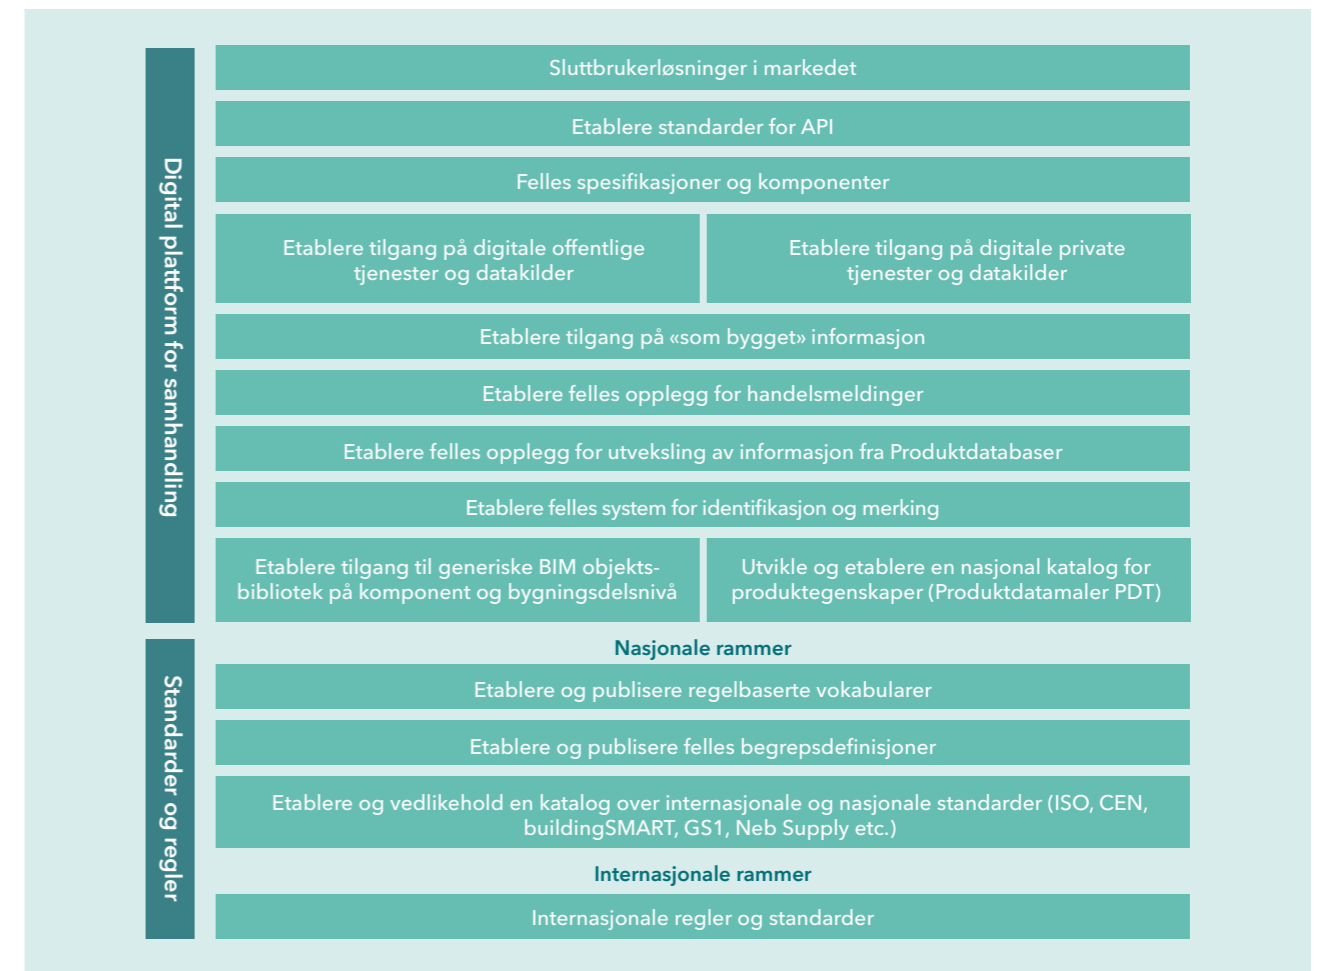 Digital plattform for samhandling
Sluttbrukerløsninger i markedet
Etablere standarder for API
Felles spesifikasjoner og komponenter
Etablere tilgang på digitale offentlige
tjenester og datakilder
Etablere tilgang på digitale private
tjenester og datakilder
Etablere tilgang på «som bygget» informasjon
Etablere felles opplegg for handelsmeldinger
Etablere felles opplegg for utveksling av informasjon fra Produktdatabaser
Etablere felles system for identifikasjon og merking
Etablere tilgang til generiske BIM objekts-
bibliotek på komponent og bygningsdelsnivå
Utvikle og etablere en nasjonal katalog for
produktegenskaper (Produktdatamaler PDT)
Standarder og regler
Nasjonale rammer
Etablere og publisere regelbaserte vokabularer
Etablere og publisere felles begrepsdefinisjoner
Etablere og vedlikehold en katalog over internasjonale og nasjonale standarder (ISO, CEN,
buildingSMART, GS1, Neb Supply etc.)
Internasjonale rammer
Internasjonale regler og standarder